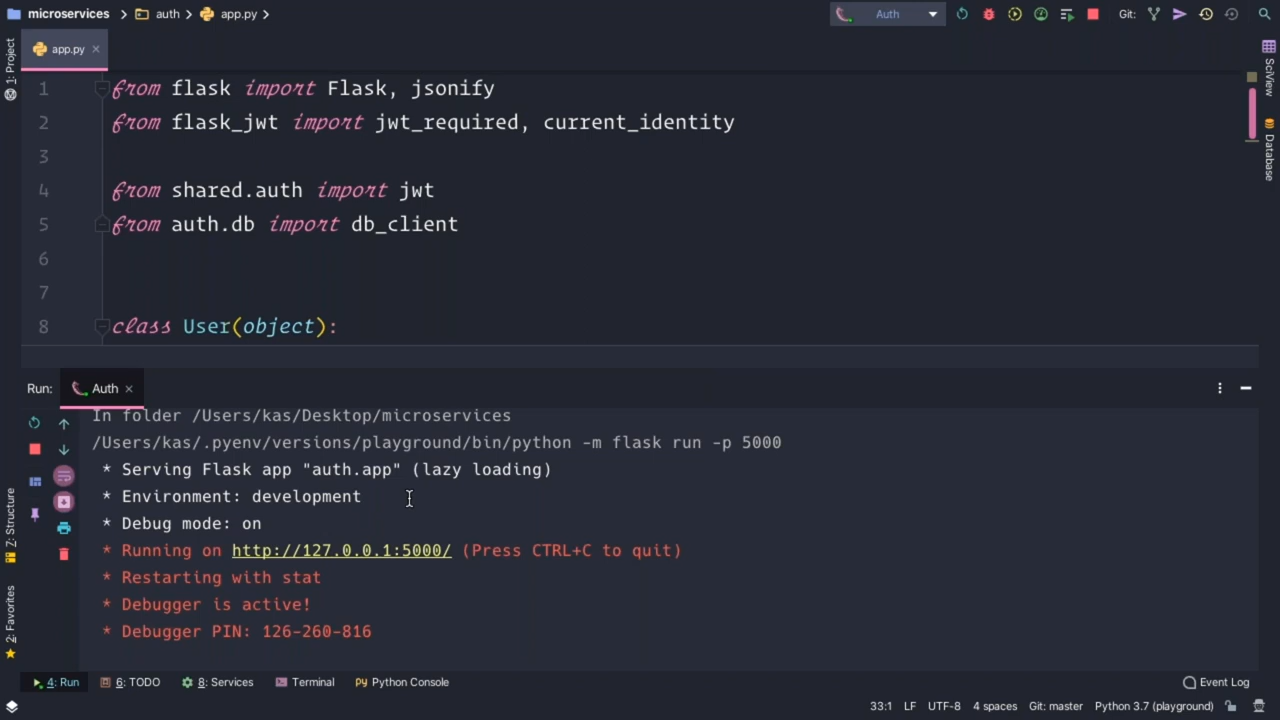 microservices auth app.py Auth Git:
app.py
1: Project
SciView
Database
1 from flask import Flask, jsonify
2 from flask_jwt import jwt_required, current_identity
3
4 from shared.auth import jwt
5 from auth.db import db_client
6
7
8 class User(object):
Run: Auth
In folder /Users/kas/Desktop/microservices
/Users/kas/.pyenv/versions/playground/bin/python -m flask run -p 5000
* Serving Flask app "auth.app" (lazy loading)
* Environment: development
* Debug mode: on
* Running on http://127.0.0.1:5000/ (Press CTRL+C to quit)
* Restarting with stat
* Debugger is active!
* Debugger PIN: 126-260-816
Z: Structure
2: Favorites
4: Run 6: TODO 8: Services Terminal Python Console Event Log
33:1 LF UTF-8 4 spaces Git: master Python 3.7 (playground)